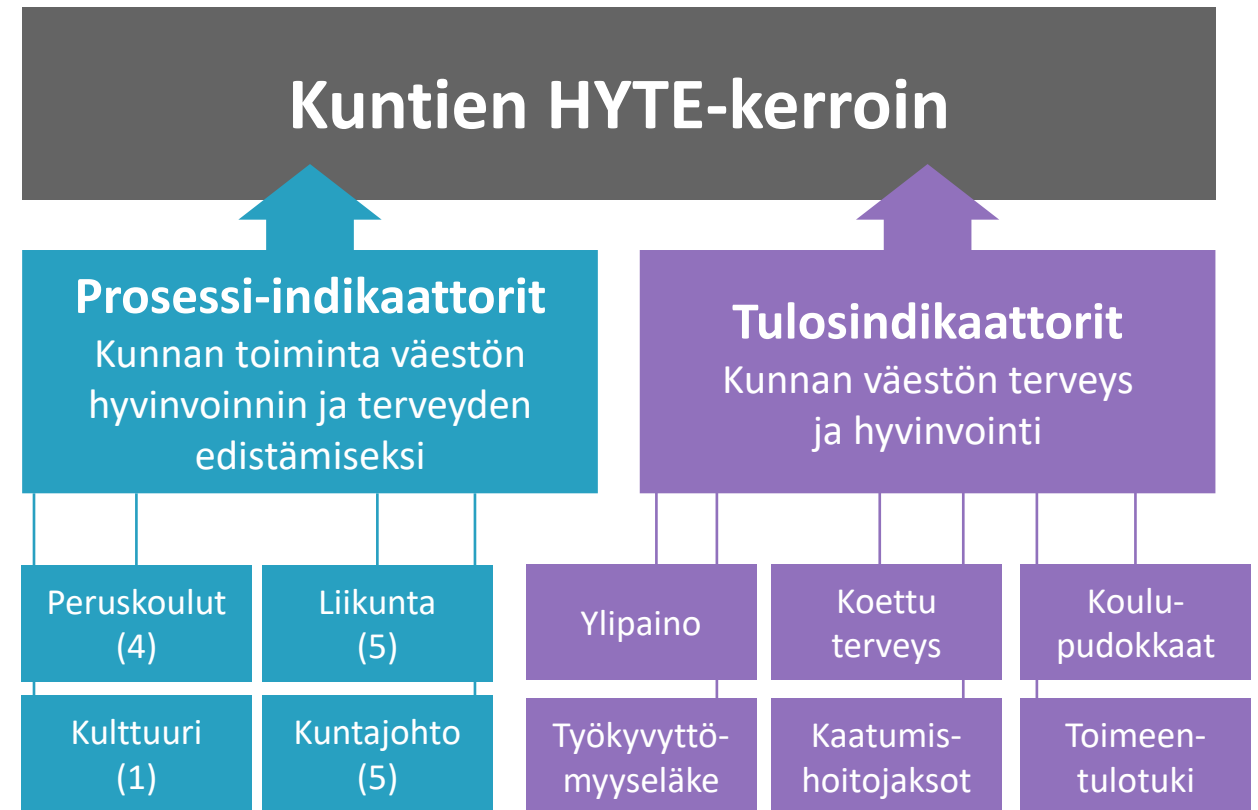 Kuntien HYTE-kerroin
Prosessi-indikaattorit
Kunnan toiminta väestön
hyvinvoinnin ja terveyden
edistämiseksi
Tulosindikaattorit
Kunnan väestön terveys
ja hyvinvointi
Peruskoulut
(4)
Liikunta
(5)
Kulttuuri
(1)
Kuntajohto
(5)
Ylipaino
Koettu
terveys
Koulu-
pudokkaat
Työkyvyttö-
myyseläke
Kaatumis-
hoitojaksot
Toimeen-
tulotuki